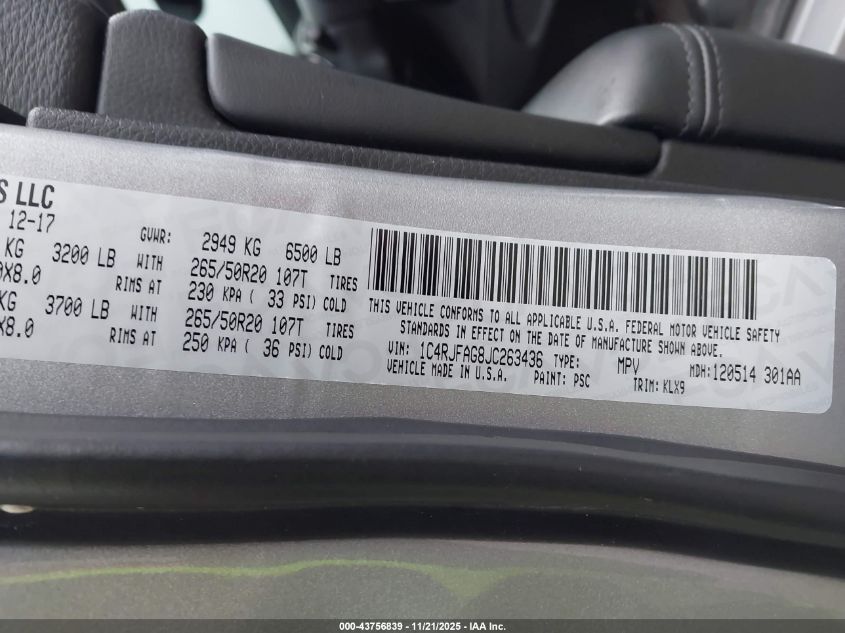 S LLC
12-17 GVWR: 2949 KG 6500 LB
KG 3200 LB WITH 265/50R20 107T TIRES
X8.0 RIMS AT 230 KPA ( 33 PSI) COLD
KG 3700 LB WITH 265/50R20 107T TIRES
X8.0 RIMS AT 250 KPA ( 36 PSI) COLD
THIS VEHICLE CONFORMS TO ALL APPLICABLE U.S.A. FEDERAL MOTOR VEHICLE SAFETY
STANDARDS IN EFFECT ON THE DATE OF MANUFACTURE SHOWN ABOVE.
VIN: 1C4RJFAG8JC263436 TYPE: MPV MDH:120514 301AA
VEHICLE MADE IN U.S.A. PAINT: PSC TRIM: KLX9
000-43756839 - 11/21/2025 - IAA Inc.